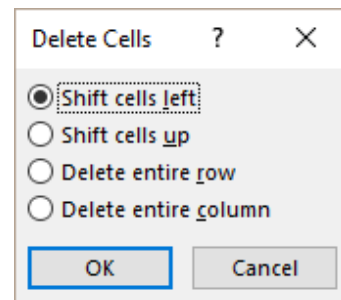 Delete Cells ?
Shift cells left
Shift cells up
Delete entire row
Delete entire column
OK Cancel